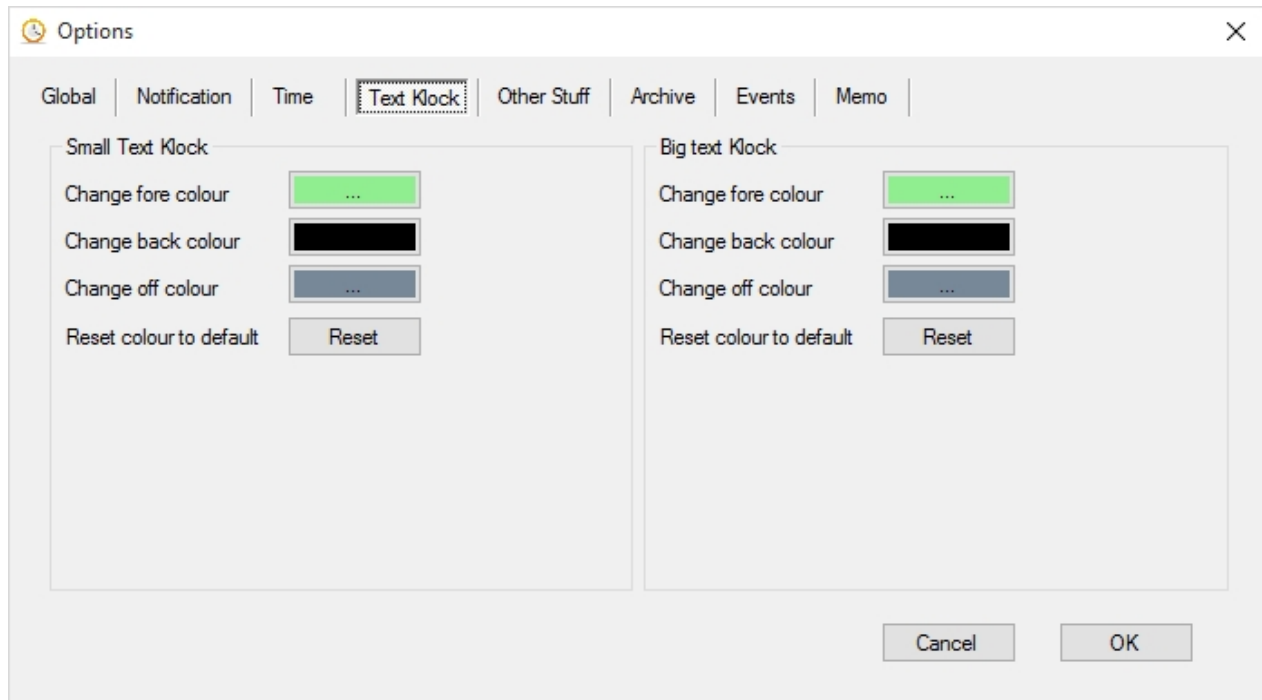 Options
Global Notification Time Text Klock Other Stuff Archive Events Memo
Small Text Klock
Change fore colour ...
Change back colour
Change off colour ...
Reset colour to default Reset
Big text Klock
Change fore colour ...
Change back colour
Change off colour ...
Reset colour to default Reset
Cancel OK